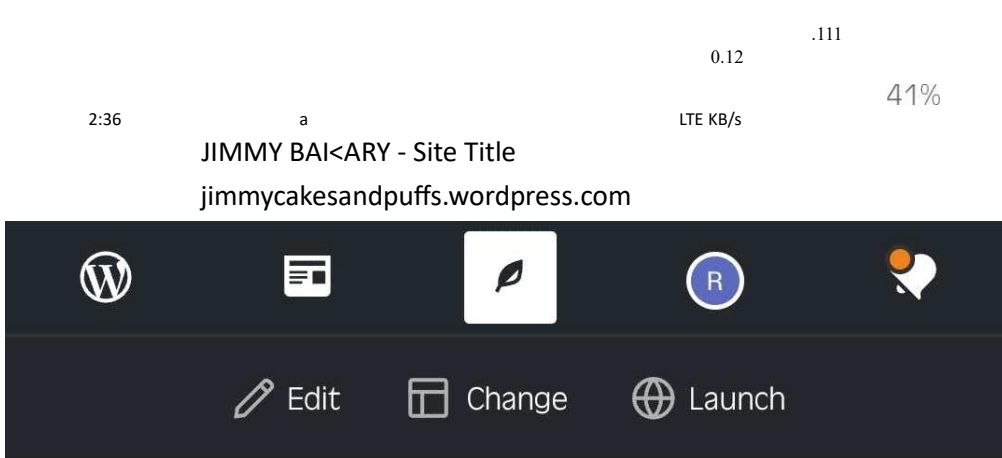 .111
0.12
41%
2:36 a LTE KB/s
JIMMY BAI<ARY - Site Title
jimmycakesandpuffs.wordpress.com
R
Edit Change Launch